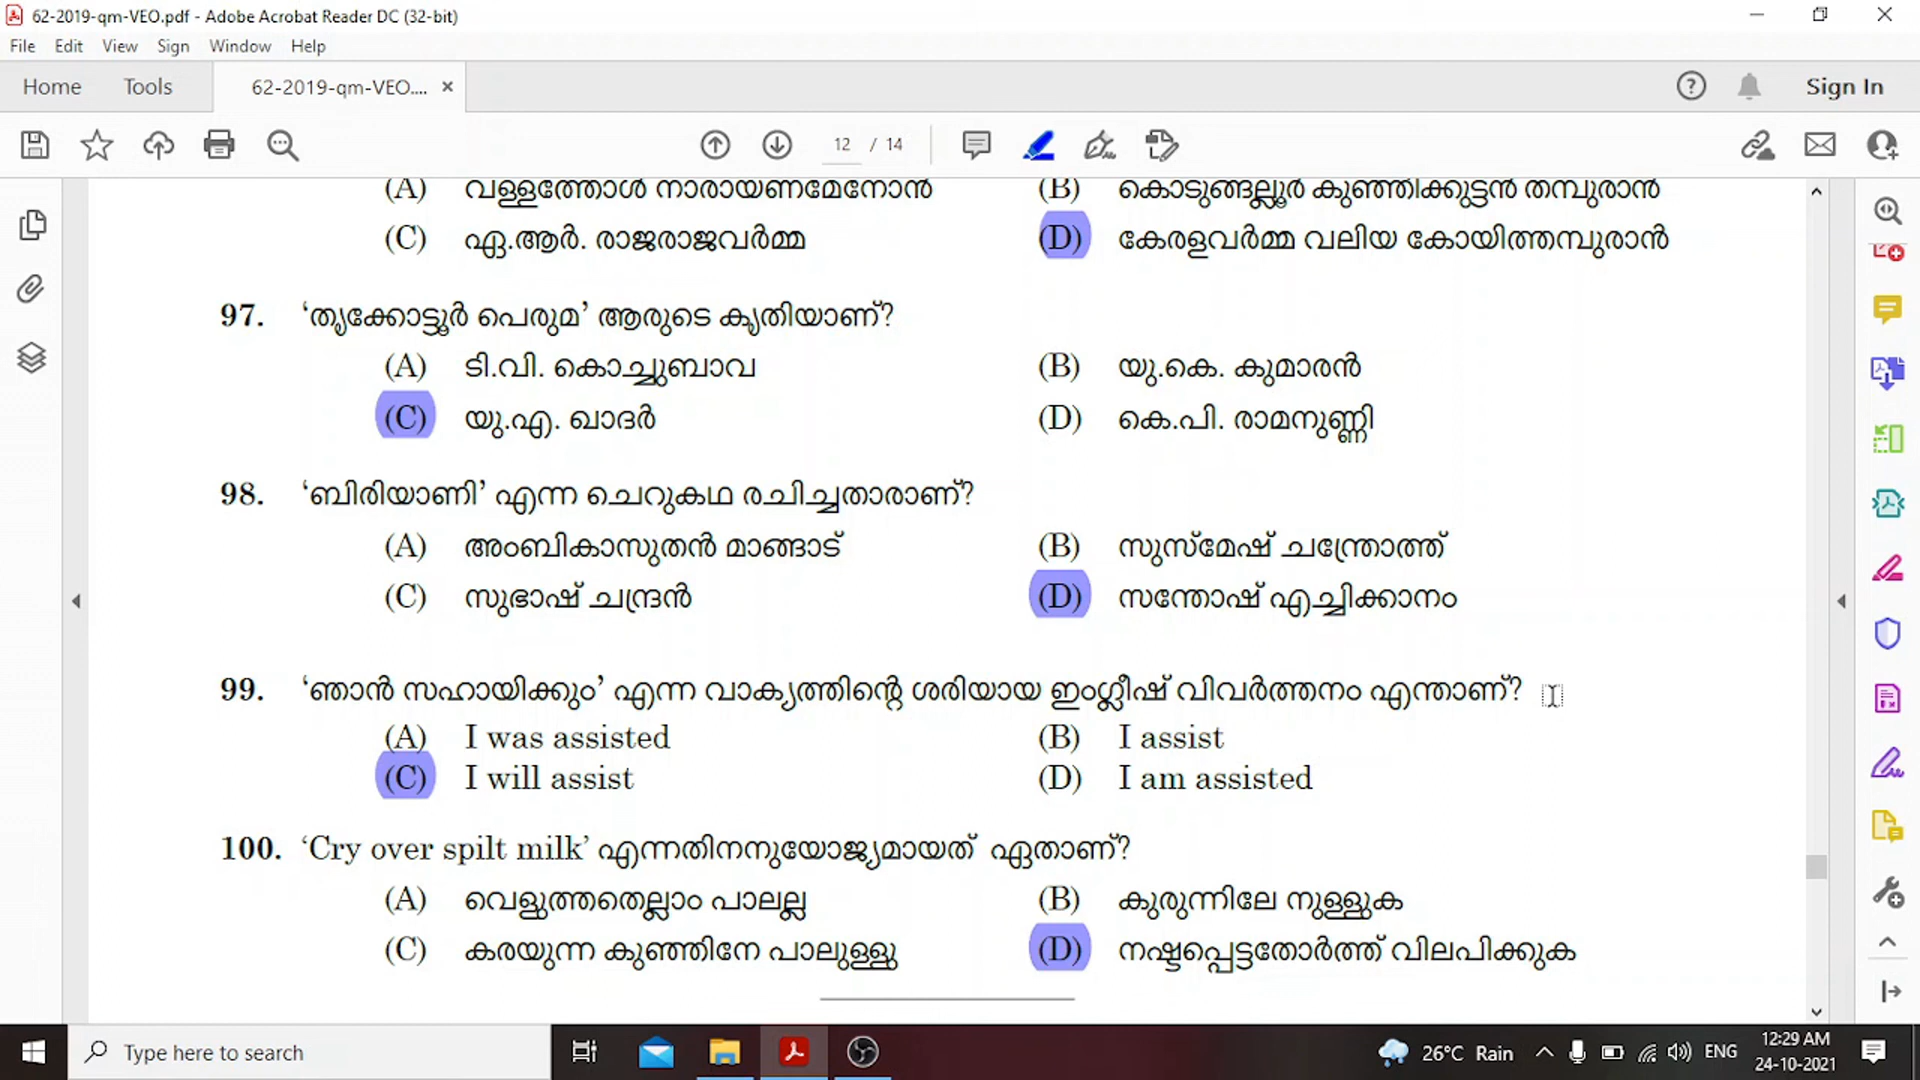 62-2019-qm-VEO.pdf - Adobe Acrobat Reader DC (32-bit)
File Edit View Sign Window Help
Home Tools 62-2019-qm-VEO.... × Sign In
12 / 14
(A) വള്ളത്തോൾ നാരായണമേനോൻ (B) കൊടുങ്ങല്ലൂർ കുഞ്ഞിക്കുട്ടൻ തമ്പുരാൻ
(C) ഏ.ആർ. രാജരാജവർമ്മ (D) കേരളവർമ്മ വലിയ കോയിത്തമ്പുരാൻ
97. ‘തൃക്കോട്ടൂർ പെരുമ’ ആരുടെ കൃതിയാണ്?
(A) ടി.വി. കൊച്ചുബാവ (B) യു.കെ. കുമാരൻ
(C) യു.എ. ഖാദർ (D) കെ.പി. രാമനുണ്ണി
98. ‘ബിരിയാണി’ എന്ന ചെറുകഥ രചിച്ചതാരാണ്?
(A) അംബികാസുതൻ മാങ്ങാട് (B) സുസ്മേഷ് ചന്ത്രോത്ത്
(C) സുഭാഷ് ചന്ദ്രൻ (D) സന്തോഷ് എച്ചിക്കാനം
99. ‘ഞാൻ സഹായിക്കും’ എന്ന വാക്യത്തിന്റെ ശരിയായ ഇംഗ്ലീഷ് വിവർത്തനം എന്താണ്?
(A) I was assisted (B) I assist
(C) I will assist (D) I am assisted
100. ‘Cry over spilt milk’ എന്നതിനനുയോജ്യമായത് ഏതാണ്?
(A) വെളുത്തതെല്ലാം പാലല്ല (B) കുരുന്നിലേ നുള്ളുക
(C) കരയുന്ന കുഞ്ഞിനേ പാലുള്ളു (D) നഷ്ടപ്പെട്ടതോർത്ത് വിലപിക്കുക
Type here to search 26°C Rain ENG 12:29 AM
24-10-2021